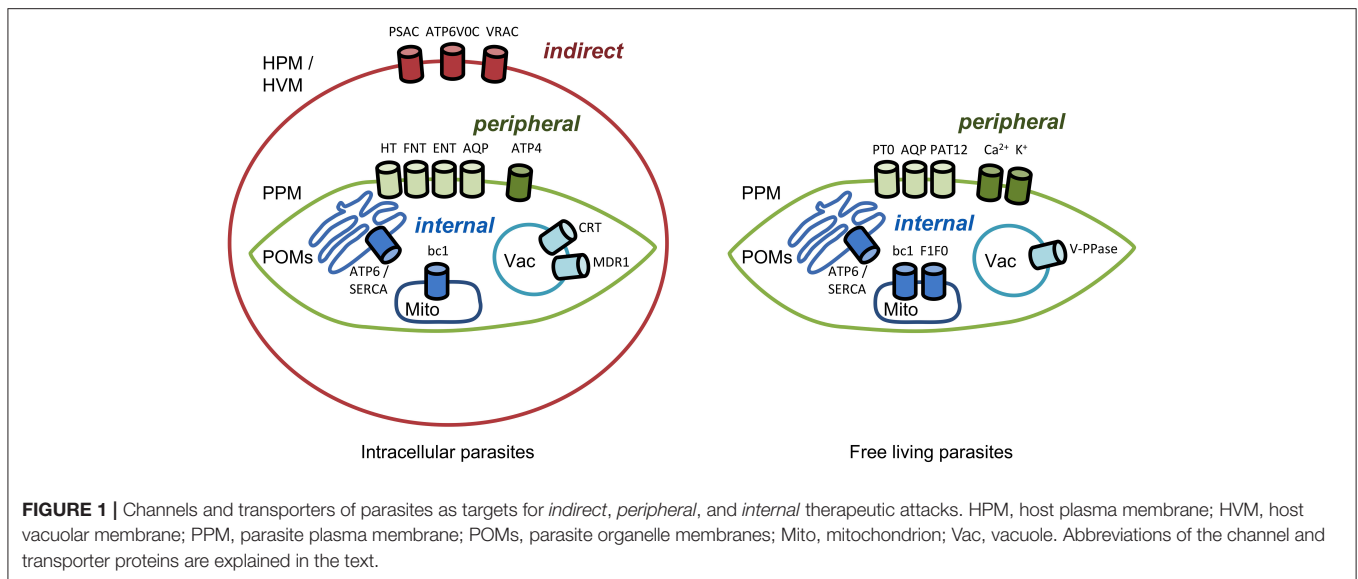 PSAC ATP6V0C VRAC
indirect
HPM /
HVM
peripheral
HT FNT ENT AQP ATP4
PPM
internal
POMs
ATP6 /
SERCA
bc1
Mito
Vac
CRT
MDR1
Intracellular parasites
peripheral
PT0 AQP PAT12 Ca²⁺ K⁺
PPM
internal
POMs
ATP6 /
SERCA
bc1 F1F0
Mito
Vac
V-PPase
Free living parasites
FIGURE 1 | Channels and transporters of parasites as targets for indirect, peripheral, and internal therapeutic attacks. HPM, host plasma membrane; HVM, host
vacuolar membrane; PPM, parasite plasma membrane; POMs, parasite organelle membranes; Mito, mitochondrion; Vac, vacuole. Abbreviations of the channel and
transporter proteins are explained in the text.